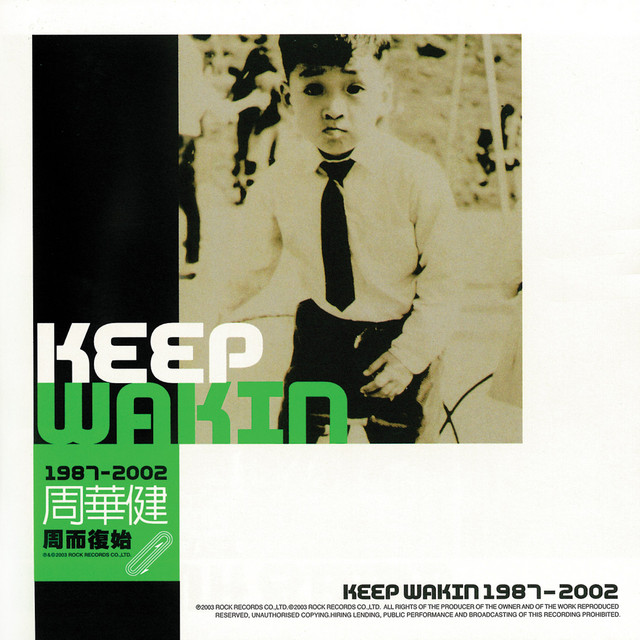 KEEP
WAKIN
1987-2002
周華健
周而復始
℗&©2003 ROCK RECORDS CO.,LTD.
KEEP WAKIN 1987-2002
℗2003 ROCK RECORDS CO.,LTD.©2003 ROCK RECORDS CO.,LTD. ALL RIGHTS OF THE PRODUCER OF THE OWNER AND OF THE WORK REPRODUCED
RESERVED, UNAUTHORISED COPYING.HIRING LENDING, PUBLIC PERFORMANCE AND BROADCASTING OF THIS RECORDING PROHIBITED.